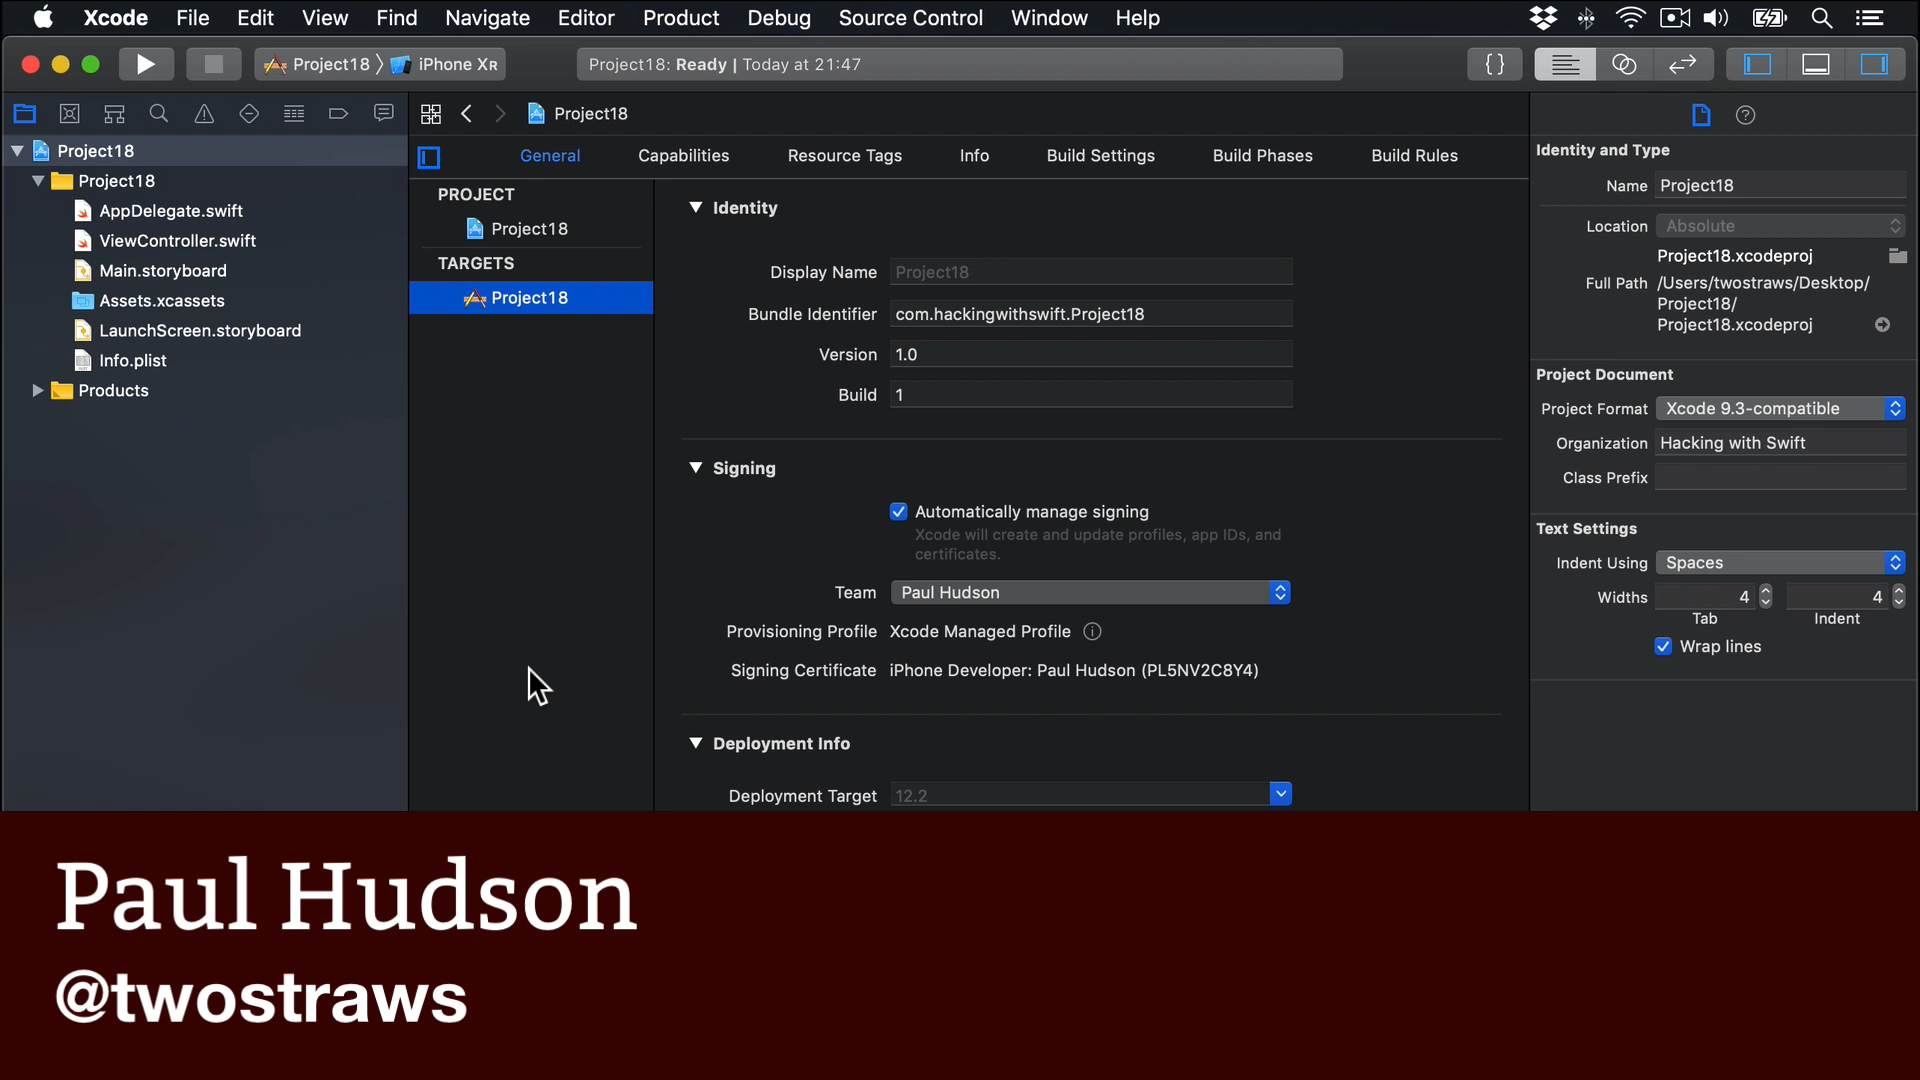 Xcode File Edit View Find Navigate Editor Product Debug Source Control Window Help
Project18 iPhone XR
Project18: Ready | Today at 21:47
{ }
Project18
Project18
AppDelegate.swift
ViewController.swift
Main.storyboard
Assets.xcassets
LaunchScreen.storyboard
Info.plist
Products
Project18
General Capabilities Resource Tags Info Build Settings Build Phases Build Rules
PROJECT
Project18
TARGETS
Project18
Identity
Display Name Project18
Bundle Identifier com.hackingwithswift.Project18
Version 1.0
Build 1
Signing
Automatically manage signing
Xcode will create and update profiles, app IDs, and
certificates.
Team Paul Hudson
Provisioning Profile Xcode Managed Profile
Signing Certificate iPhone Developer: Paul Hudson (PL5NV2C8Y4)
Deployment Info
Deployment Target 12.2
Identity and Type
Name Project18
Location Absolute
Project18.xcodeproj
Full Path /Users/twostraws/Desktop/
Project18/
Project18.xcodeproj
Project Document
Project Format Xcode 9.3-compatible
Organization Hacking with Swift
Class Prefix
Text Settings
Indent Using Spaces
Widths 4 4
Tab Indent
Wrap lines
Paul Hudson
@twostraws